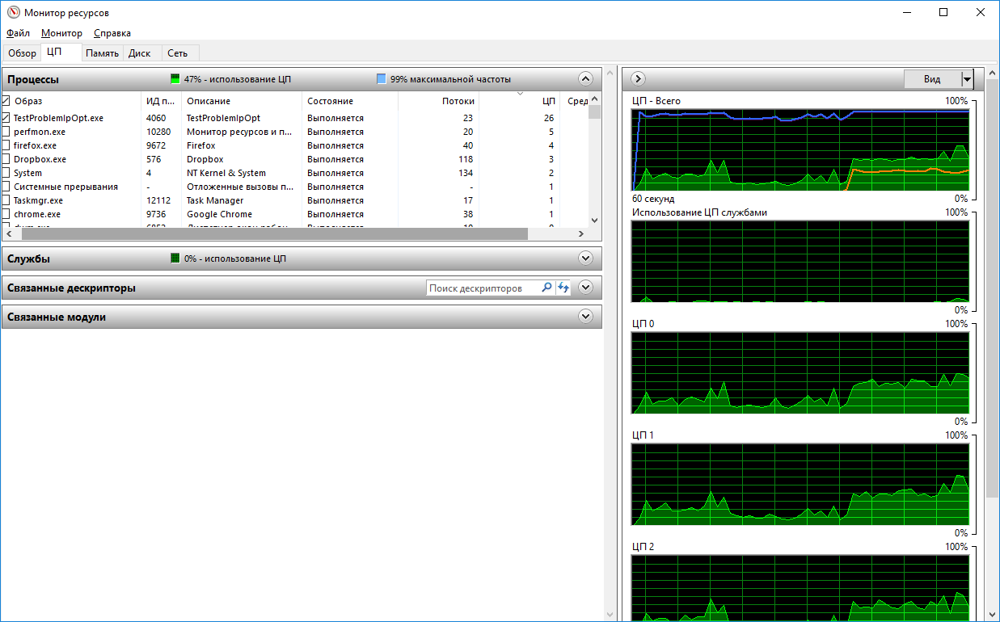 Монитор ресурсов
Файл Монитор Справка
Обзор ЦП Память Диск Сеть
Процессы 47% - использование ЦП 99% максимальной частоты
Образ ИД п... Описание Состояние Потоки ЦП Сред
TestProblemIpOpt.exe 4060 TestProblemIpOpt Выполняется 23 26
perfmon.exe 10280 Монитор ресурсов и п... Выполняется 20 5
firefox.exe 9672 Firefox Выполняется 40 4
Dropbox.exe 576 Dropbox Выполняется 118 3
System 4 NT Kernel & System Выполняется 134 2
Системные прерывания - Отложенные вызовы п... Выполняется - 1
Taskmgr.exe 12112 Task Manager Выполняется 17 1
chrome.exe 9736 Google Chrome Выполняется 38 1
Службы 0% - использование ЦП
Связанные дескрипторы Поиск дескрипторов
Связанные модули
Вид
ЦП - Всего 100%
60 секунд 0%
Использование ЦП службами 100%
0%
ЦП 0 100%
0%
ЦП 1 100%
0%
ЦП 2 100%